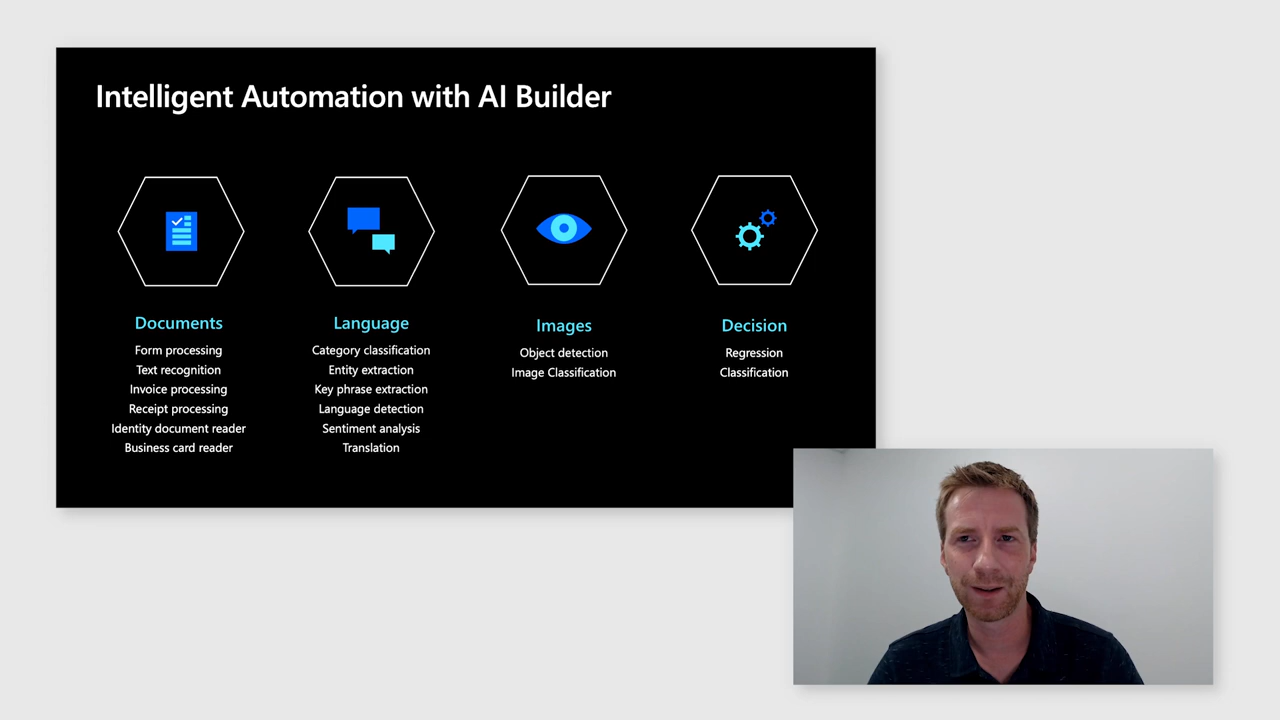 Intelligent Automation with AI Builder
Documents
Form processing
Text recognition
Invoice processing
Receipt processing
Identity document reader
Business card reader
Language
Category classification
Entity extraction
Key phrase extraction
Language detection
Sentiment analysis
Translation
Images
Object detection
Image Classification
Decision
Regression
Classification